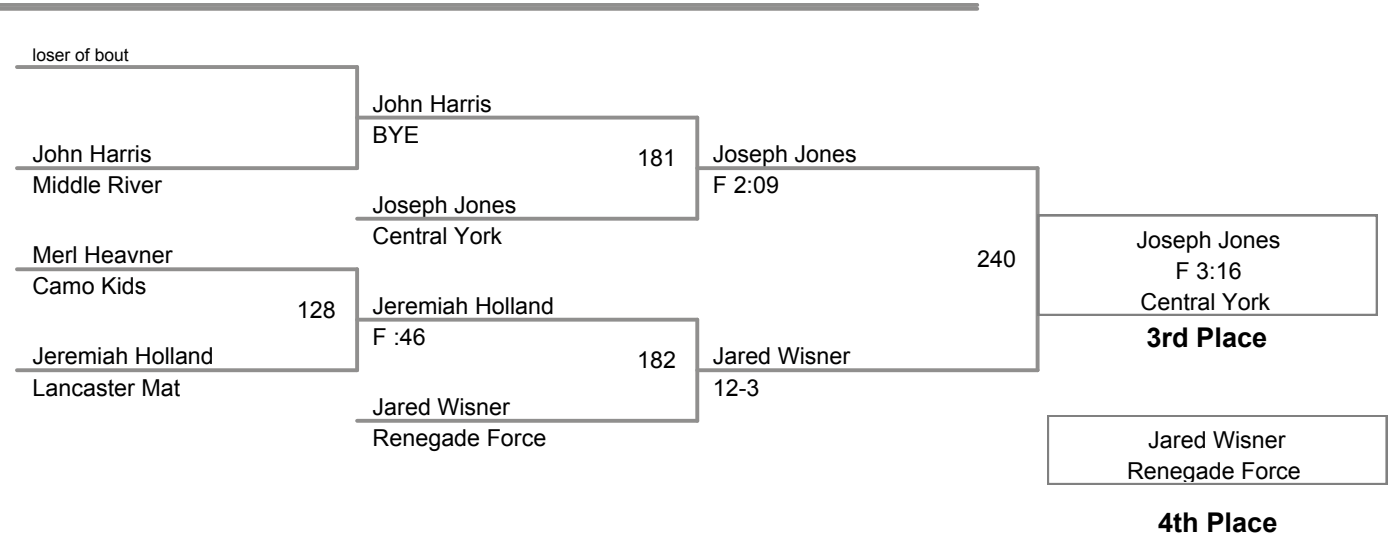 loser of bout
John Harris
BYE
John Harris
Middle River
181
Joseph Jones
F 2:09
Joseph Jones
Central York
Merl Heavner
Camo Kids
128
Jeremiah Holland
F :46
Jeremiah Holland
Lancaster Mat
182
Jared Wisner
12-3
Jared Wisner
Renegade Force
240
Joseph Jones
F 3:16
Central York
3rd Place
Jared Wisner
Renegade Force
4th Place